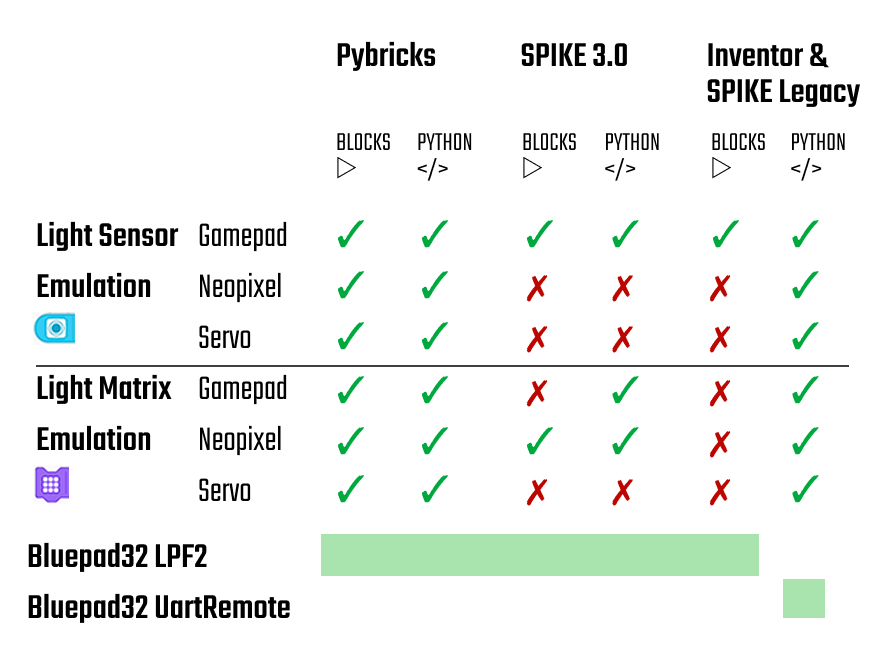 Pybricks SPIKE 3.0 Inventor &
SPIKE Legacy
BLOCKS PYTHON BLOCKS PYTHON BLOCKS PYTHON
▷ </> ▷ </> ▷ </>
Light Sensor Gamepad ✓ ✓ ✓ ✓ ✓ ✓
Emulation Neopixel ✓ ✓ ✗ ✗ ✗ ✓
Servo ✓ ✓ ✗ ✗ ✗ ✓
Light Matrix Gamepad ✓ ✓ ✗ ✓ ✗ ✓
Emulation Neopixel ✓ ✓ ✓ ✓ ✗ ✓
Servo ✓ ✓ ✗ ✗ ✗ ✓
Bluepad32 LPF2
Bluepad32 UartRemote